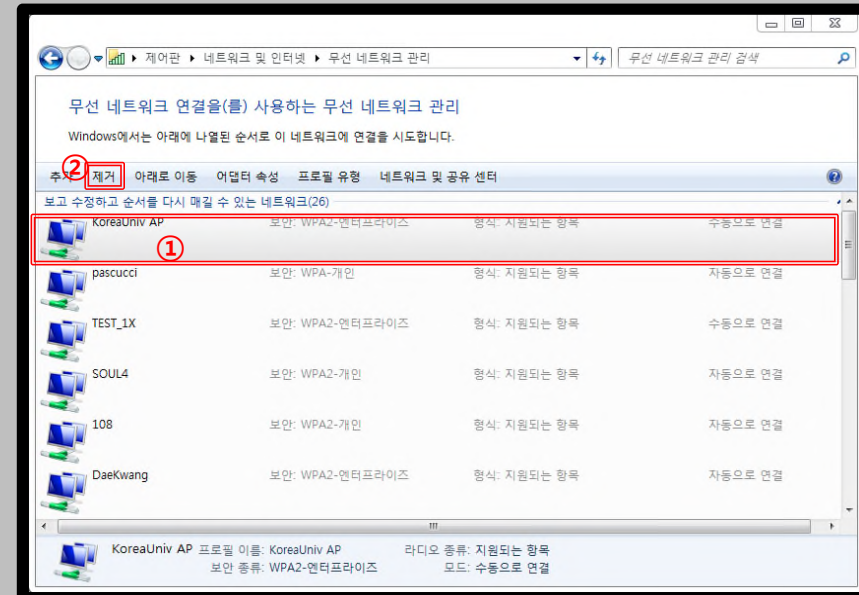 제어판 ▸ 네트워크 및 인터넷 ▸ 무선 네트워크 관리
무선 네트워크 관리 검색
무선 네트워크 연결을(를) 사용하는 무선 네트워크 관리
Windows에서는 아래에 나열된 순서로 이 네트워크에 연결을 시도합니다.
② 제거 아래로 이동 어댑터 속성 프로필 유형 네트워크 및 공유 센터
보고 수정하고 순서를 다시 매길 수 있는 네트워크(26)
KoreaUniv AP 보안: WPA2-엔터프라이즈 형식: 지원되는 항목 수동으로 연결
①
pascucci 보안: WPA-개인 형식: 지원되는 항목 자동으로 연결
TEST_1X 보안: WPA2-엔터프라이즈 형식: 지원되는 항목 수동으로 연결
SOUL4 보안: WPA2-개인 형식: 지원되는 항목 자동으로 연결
108 보안: WPA2-개인 형식: 지원되는 항목 자동으로 연결
DaeKwang 보안: WPA2-엔터프라이즈 형식: 지원되는 항목 자동으로 연결
KoreaUniv AP 프로필 이름: KoreaUniv AP 라디오 종류: 지원되는 항목
보안 종류: WPA2-엔터프라이즈 모드: 수동으로 연결